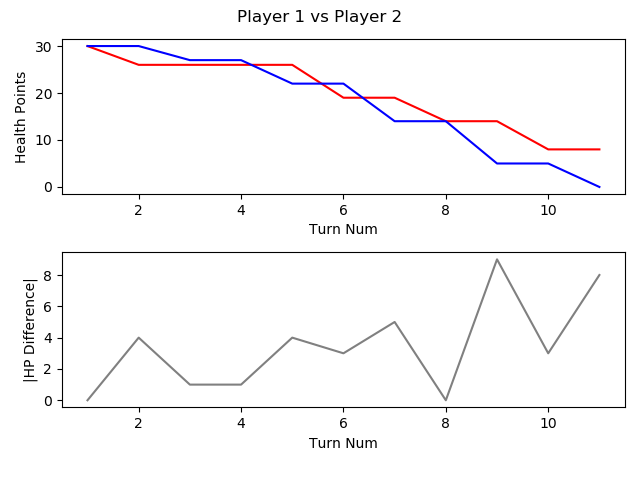 Player 1 vs Player 2
30
20
10
0
Health Points
2 4 6 8 10
Turn Num
8
6
4
2
0
|HP Difference|
2 4 6 8 10
Turn Num